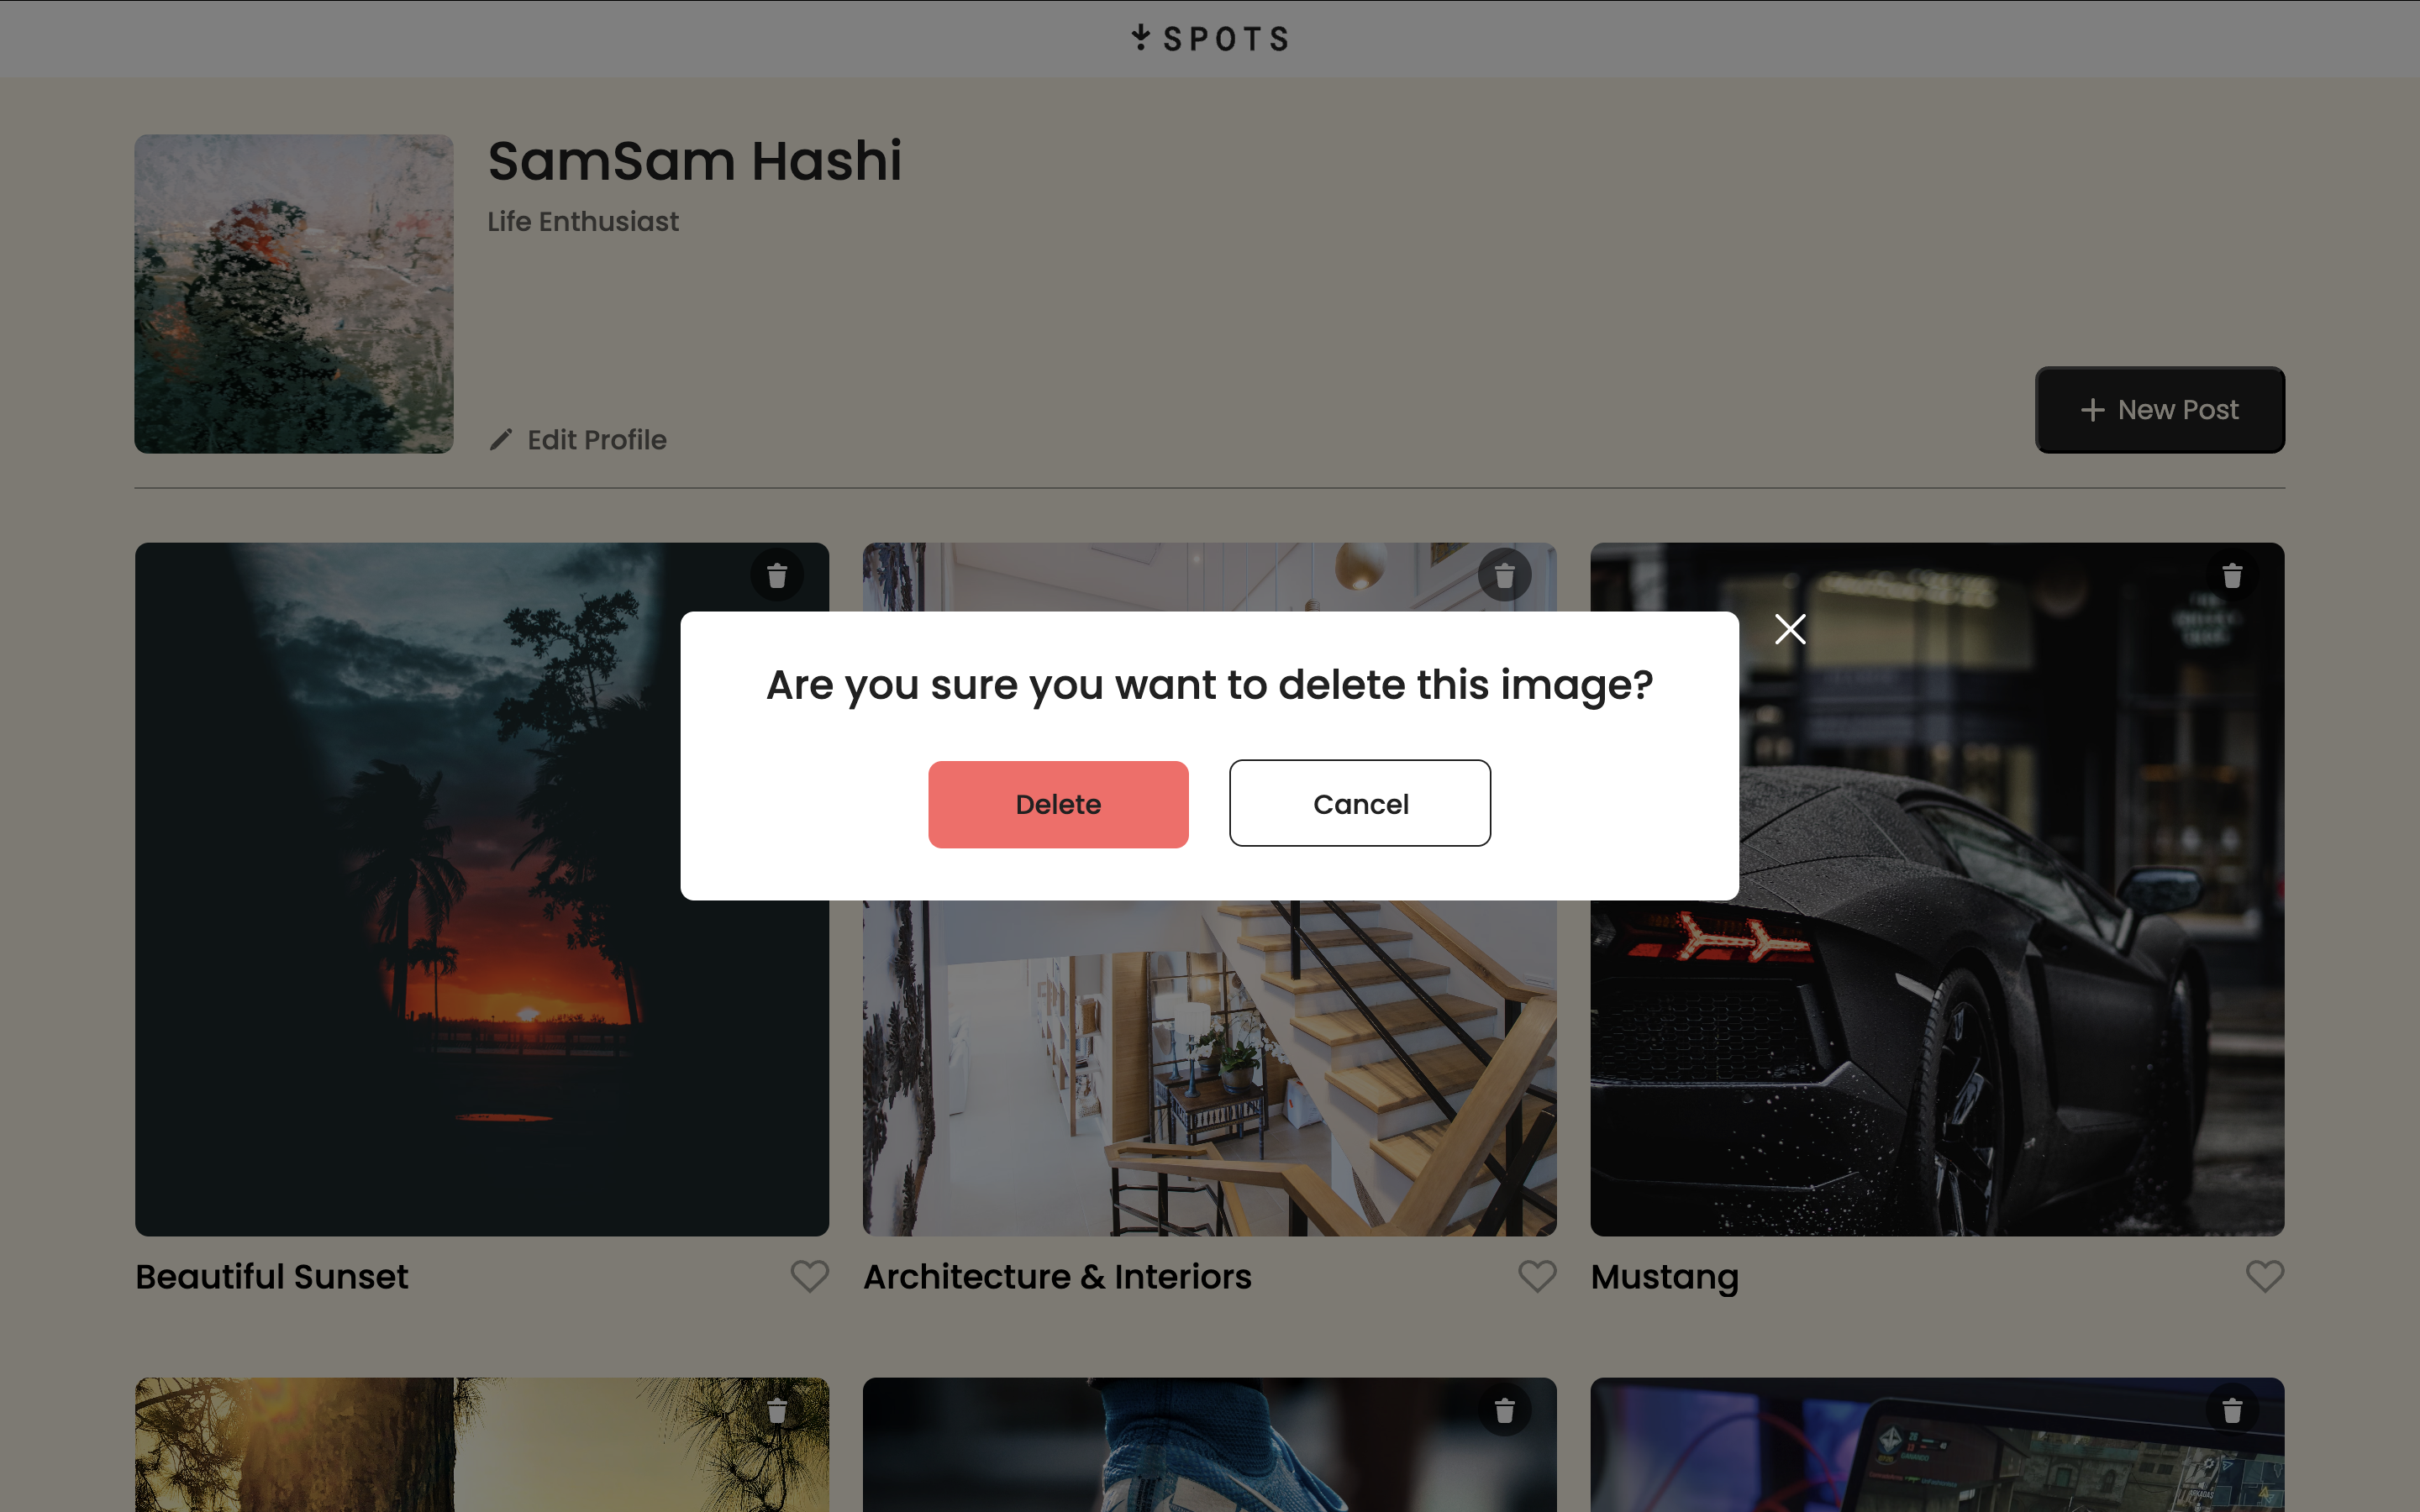 SPOTS
SamSam Hashi
Life Enthusiast
Edit Profile
New Post
Are you sure you want to delete this image?
Delete
Cancel
Beautiful Sunset
Architecture & Interiors
Mustang